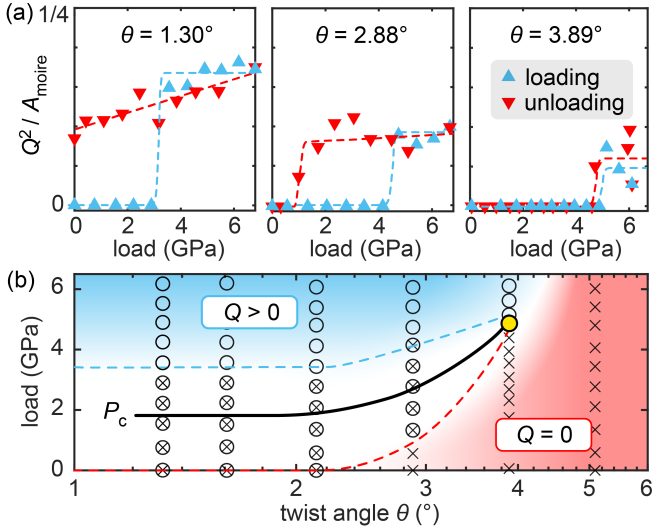 (a)
1/4
θ = 1.30°
θ = 2.88°
θ = 3.89°
loading
unloading
Q² / A_moire
0
0 2 4 6
0 2 4 6
0 2 4 6
load (GPa)
load (GPa)
load (GPa)
(b)
6
4
2
0
load (GPa)
Q > 0
P_c
Q = 0
1 2 3 4 5 6
twist angle θ (°)